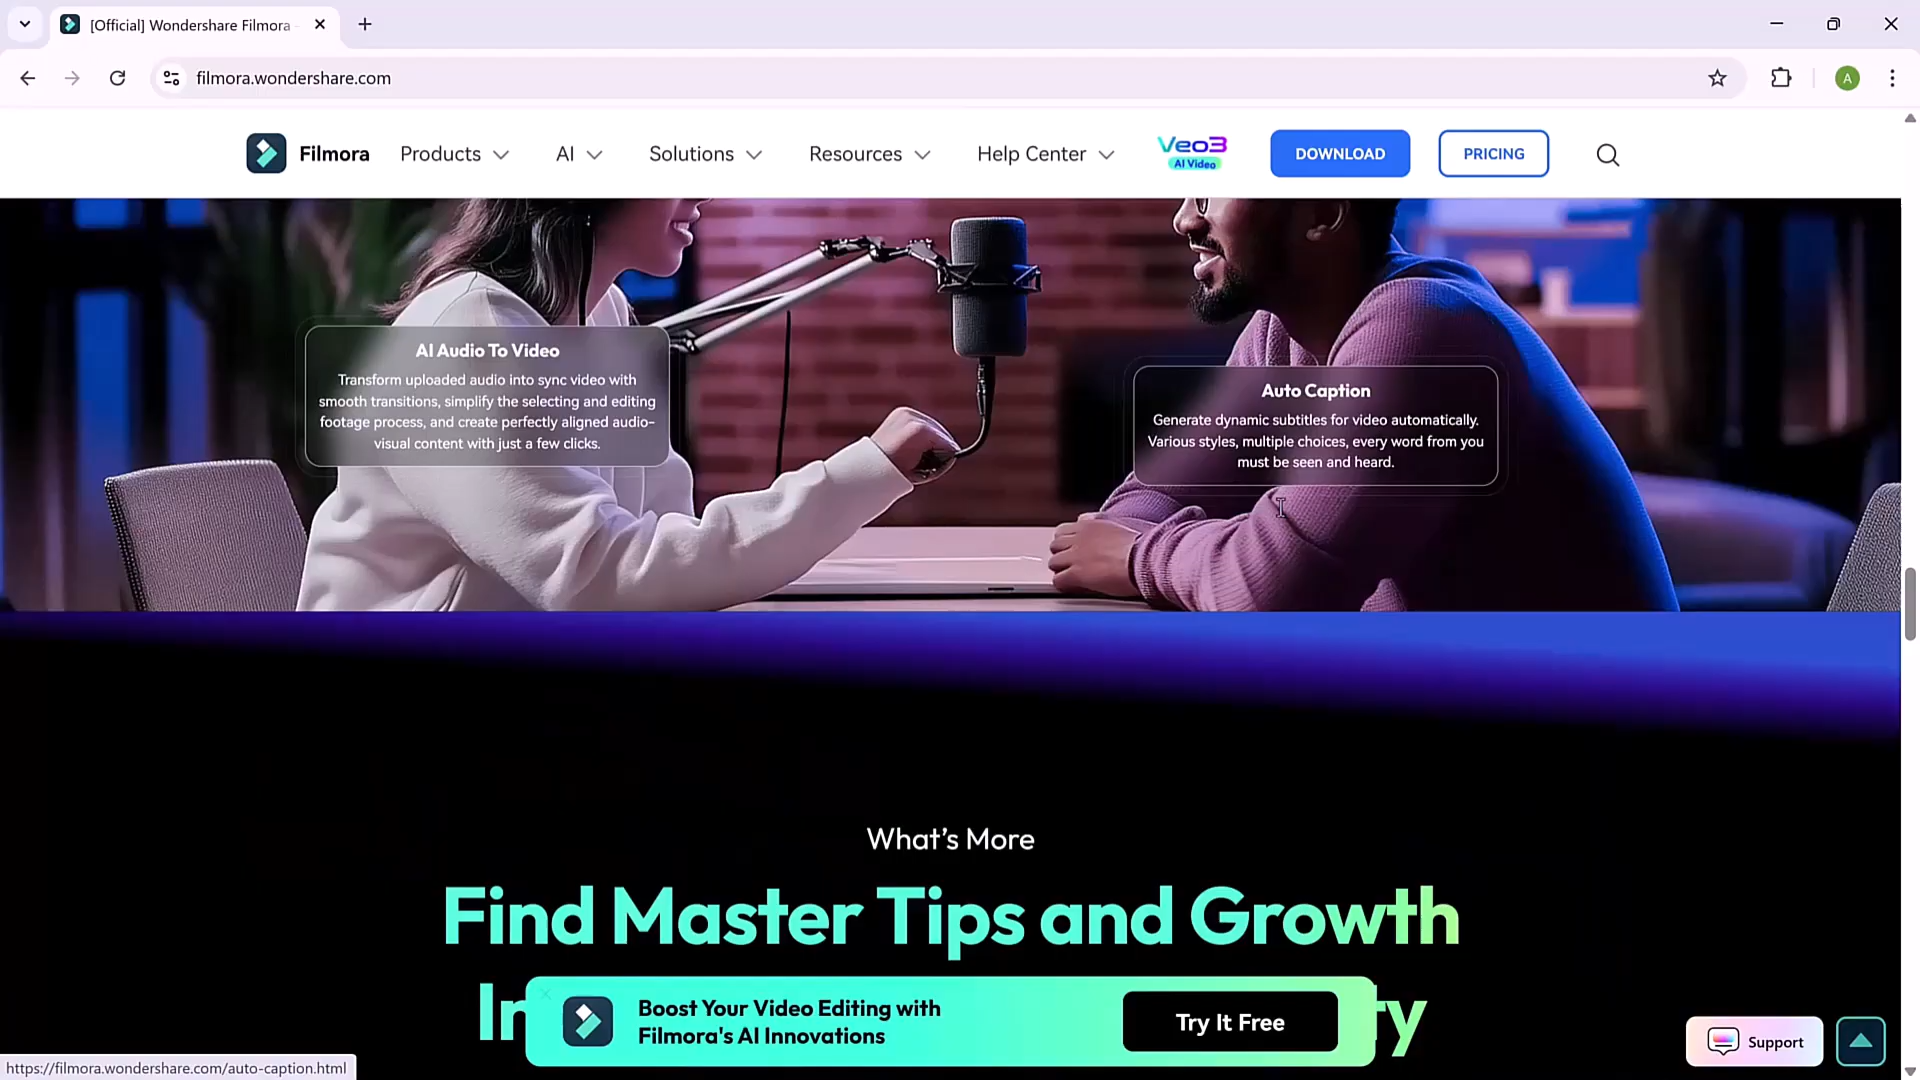 [Official] Wondershare Filmora
filmora.wondershare.com
A
Filmora
Products
AI
Solutions
Resources
Help Center
Veo3
AI Video
DOWNLOAD
PRICING
AI Audio To Video
Transform uploaded audio into sync video with
smooth transitions, simplify the selecting and editing
footage process, and create perfectly aligned audio-
visual content with just a few clicks.
Auto Caption
Generate dynamic subtitles for video automatically.
Various styles, multiple choices, every word from you
must be seen and heard.
What's More
Find Master Tips and Growth
Boost Your Video Editing with
Filmora's AI Innovations
Try It Free
Support
https://filmora.wondershare.com/auto-caption.html